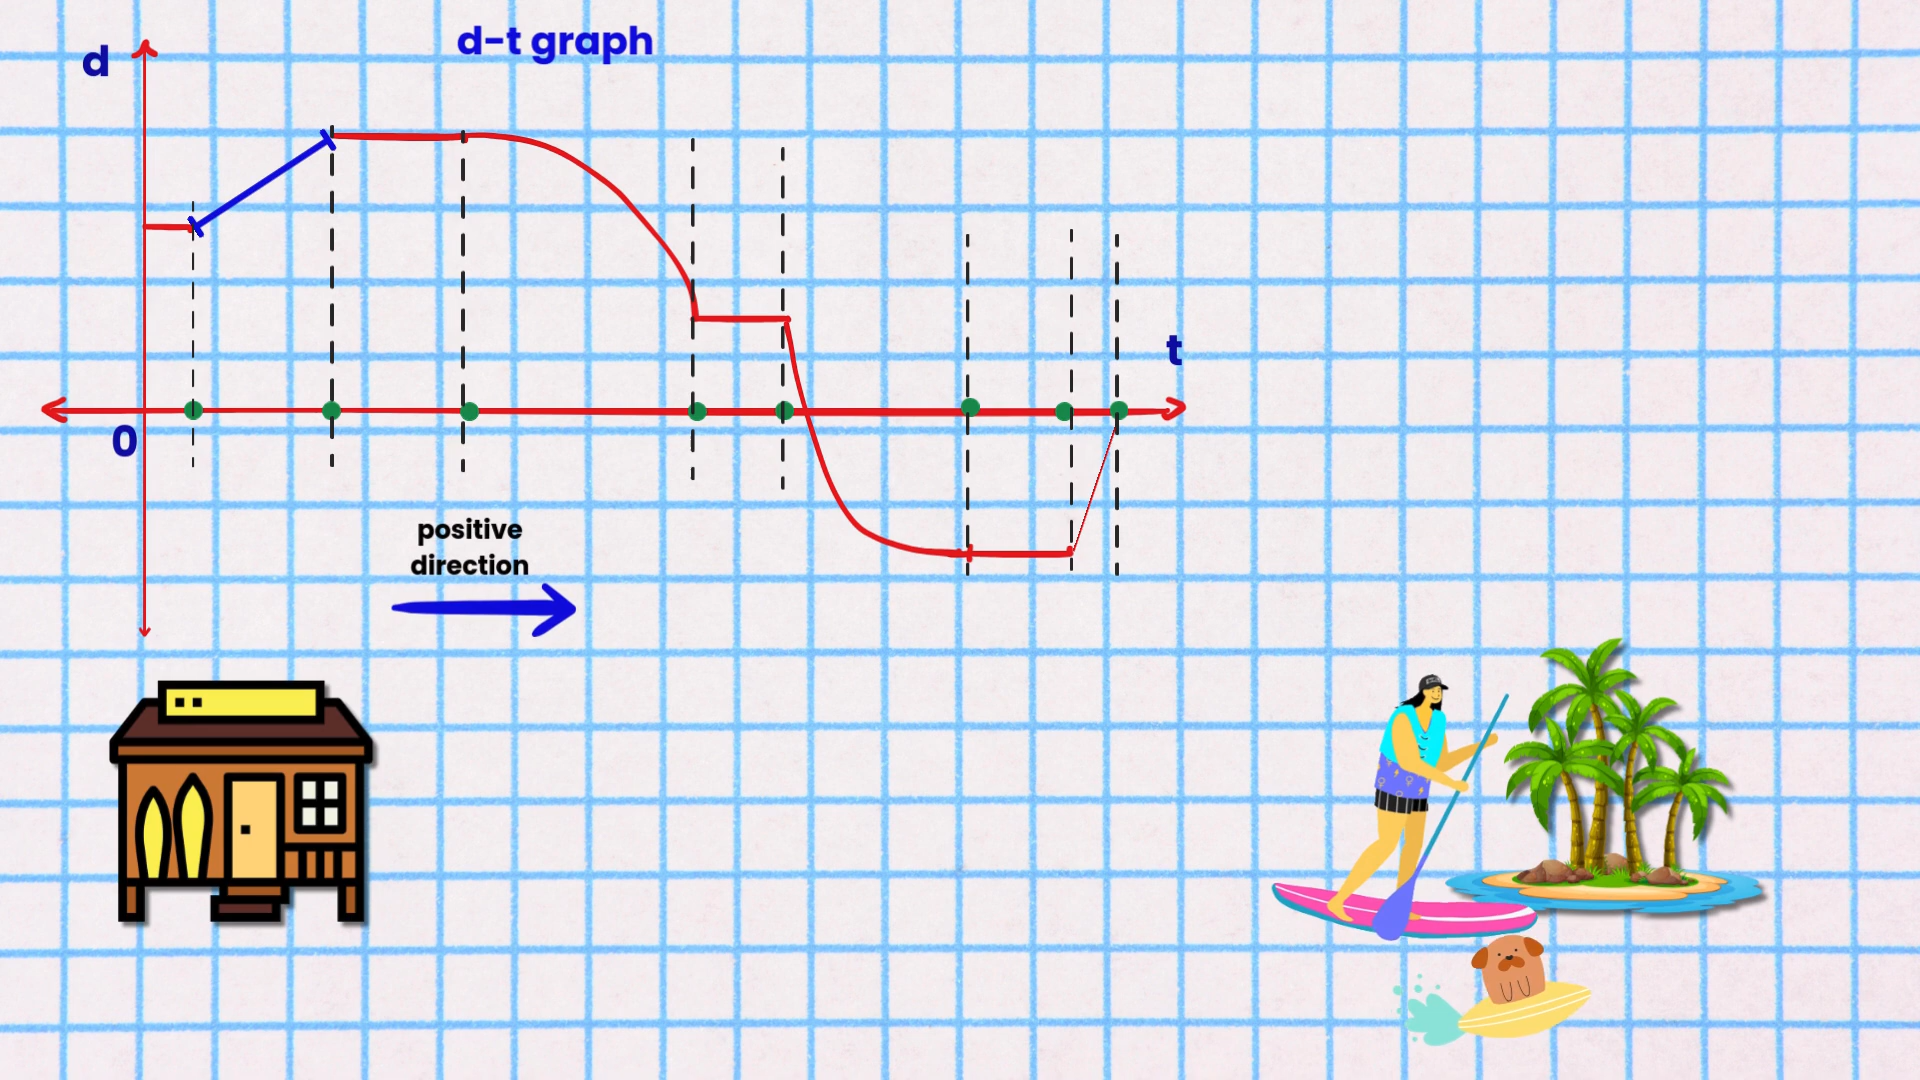 d-t graph
d
t
0
positive
direction